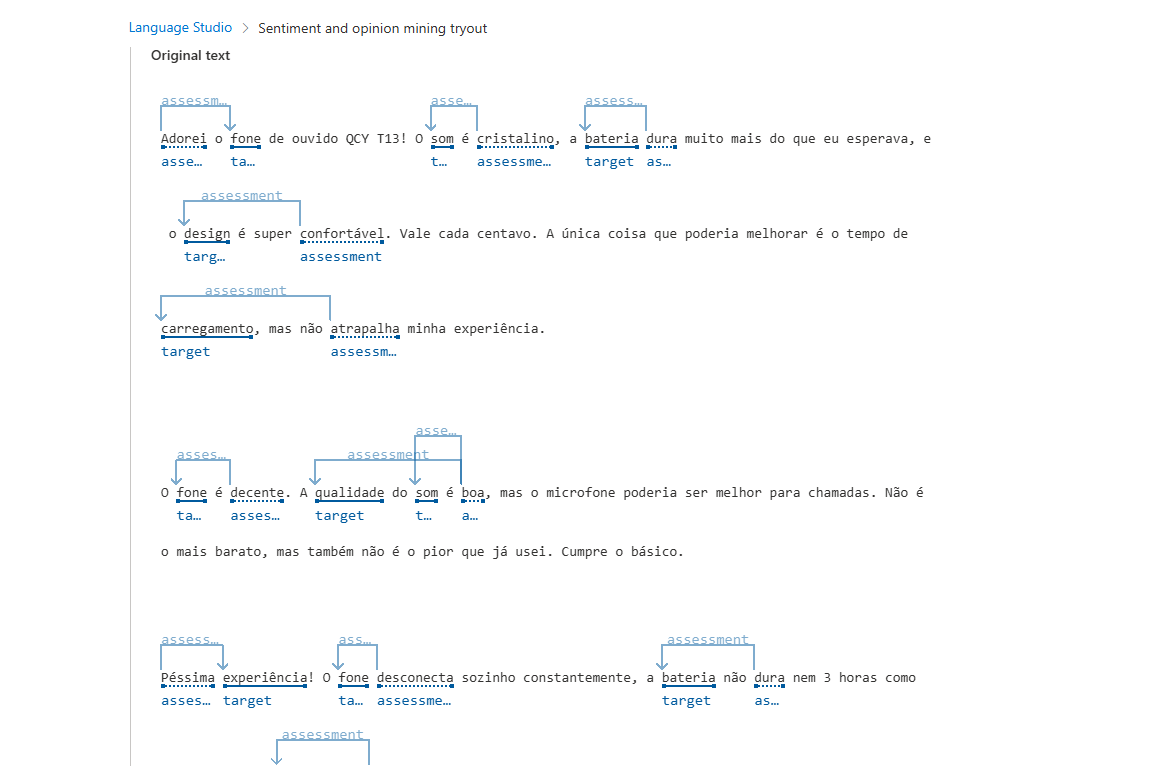 Language Studio > Sentiment and opinion mining tryout
Original text
assessm… asse… assess…
Adorei o fone de ouvido QCY T13! O som é cristalino, a bateria dura muito mais do que eu esperava, e
asse… ta… t… assessme… target as…
assessment
o design é super confortável. Vale cada centavo. A única coisa que poderia melhorar é o tempo de
targ… assessment
assessment
carregamento, mas não atrapalha minha experiência.
target assessm…
asse…
asses… assessment
O fone é decente. A qualidade do som é boa, mas o microfone poderia ser melhor para chamadas. Não é
ta… asses… target t… a…
o mais barato, mas também não é o pior que já usei. Cumpre o básico.
assess… ass… assessment
Péssima experiência! O fone desconecta sozinho constantemente, a bateria não dura nem 3 horas como
asses… target ta… assessme… target as…
assessment